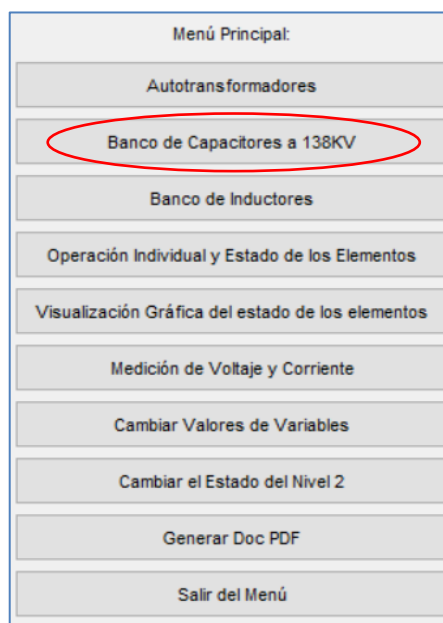 Menú Principal:
Autotransformadores
Banco de Capacitores a 138KV
Banco de Inductores
Operación Individual y Estado de los Elementos
Visualización Gráfica del estado de los elementos
Medición de Voltaje y Corriente
Cambiar Valores de Variables
Cambiar el Estado del Nivel 2
Generar Doc PDF
Salir del Menú